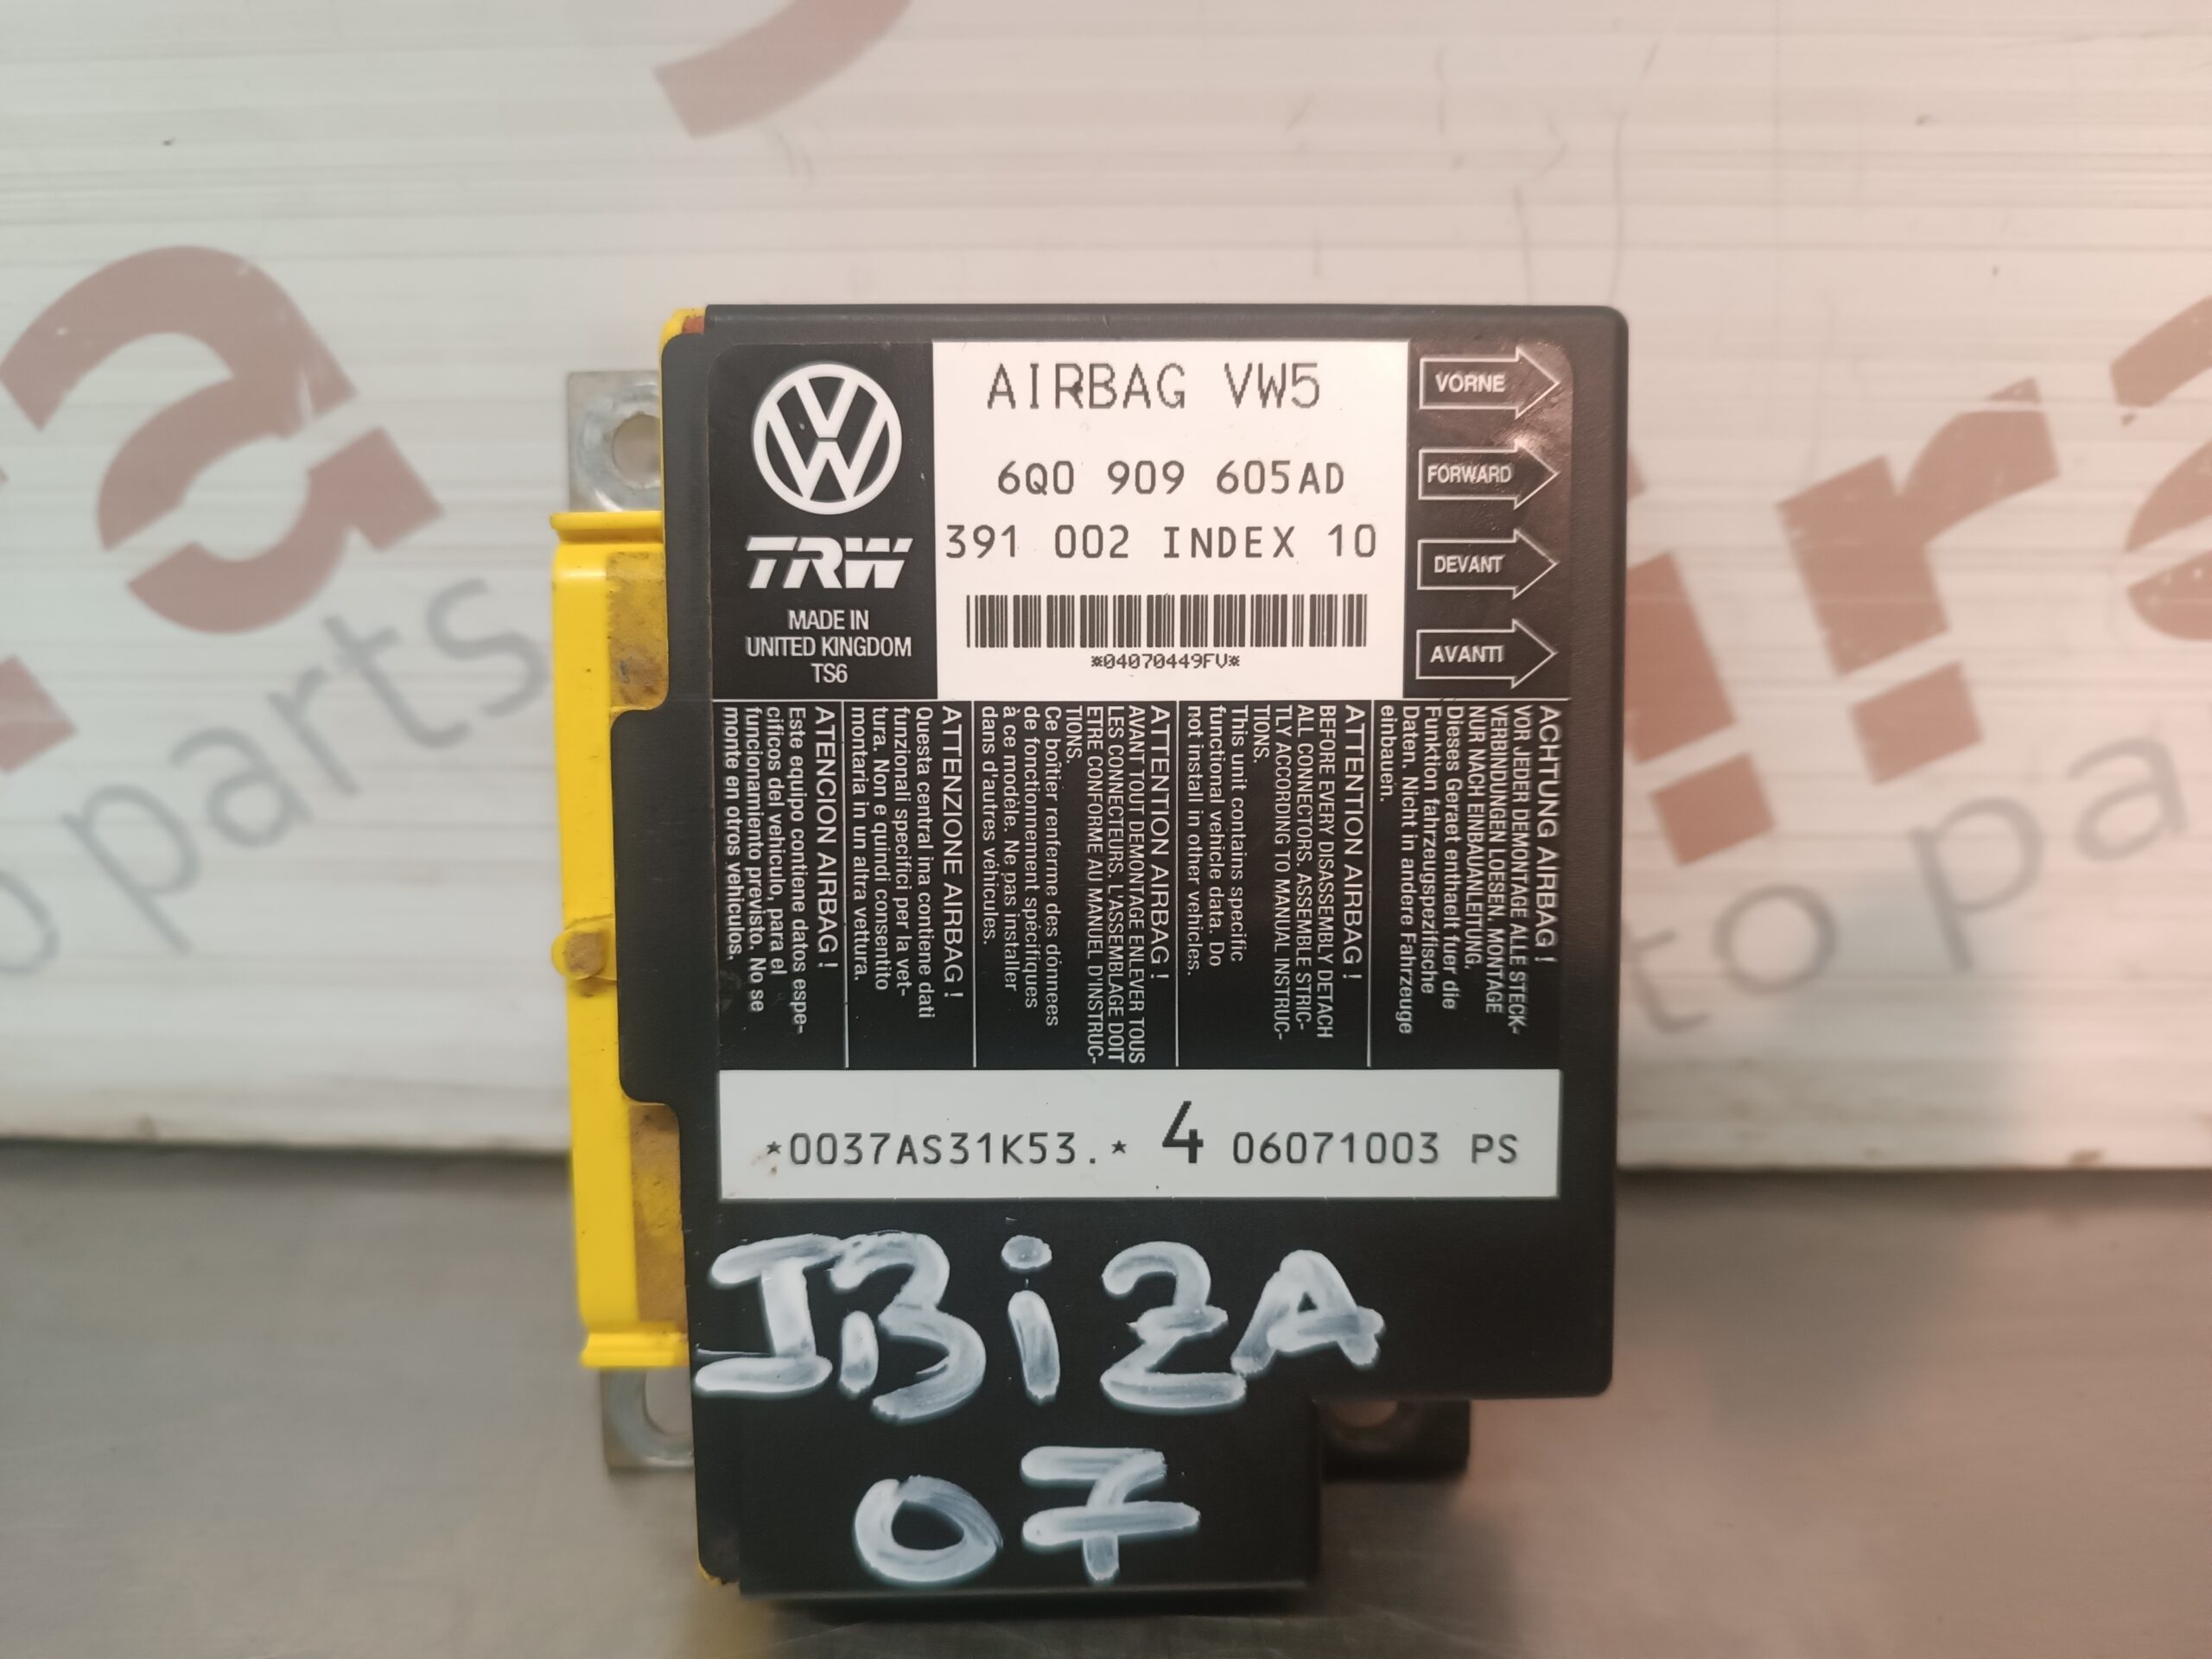 AIRBAG VW5
6Q0 909 605AD
391 002 INDEX 10
*04070449FV*
VW
TRW
MADE IN
UNITED KINGDOM
TS6
VORNE
FORWARD
DEVANT
AVANTI
ACHTUNG AIRBAG !
VOR JEDER DEMONTAGE ALLE STECK-
VERBINDUNGEN LOESEN. MONTAGE
NUR NACH EINBAUANLEITUNG.
Dieses Geraet enthaelt fuer die
Funktion fahrzeugspezifische
Daten. Nicht in andere Fahrzeuge
einbauen.
ATTENTION AIRBAG !
BEFORE EVERY DISASSEMBLY DETACH
ALL CONNECTORS. ASSEMBLE STRIC-
TLY ACCORDING TO MANUAL INSTRUC-
TIONS.
This unit contains specific
functional vehicle data. Do
not install in other vehicles.
ATTENTION AIRBAG !
AVANT TOUT DEMONTAGE ENLEVER TOUS
LES CONNECTEURS. L'ASSEMBLAGE DOIT
ETRE CONFORME AU MANUEL D'INSTRUC-
TIONS.
Ce boîtier renferme des données
de fonctionnement spécifiques
à ce modèle. Ne pas installer
dans d'autres véhicules.
ATTENZIONE AIRBAG !
Questa central ina contiene dati
funzionali specifici per la vet-
tura. Non e quindi consentito
montaria in un altra vettura.
ATENCION AIRBAG !
Este equipo contiene datos espe-
cificos del vehiculo, para el
funcionamiento previsto. No se
monte en otros vehiculos.
*0037AS31K53.* 4 06071003 PS
IBiZA
07
o parts
to pa